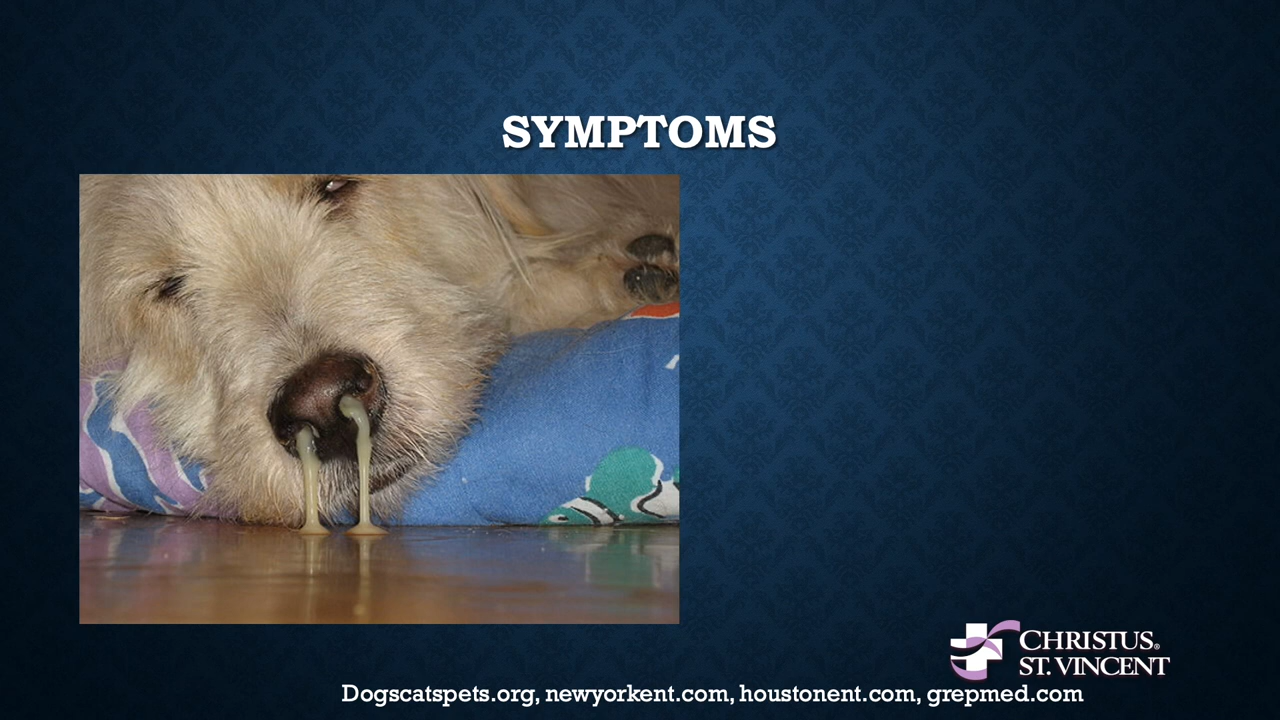 SYMPTOMS
CHRISTUS®
ST. VINCENT
Dogscatspets.org, newyorkent.com, houstonent.com, grepmed.com